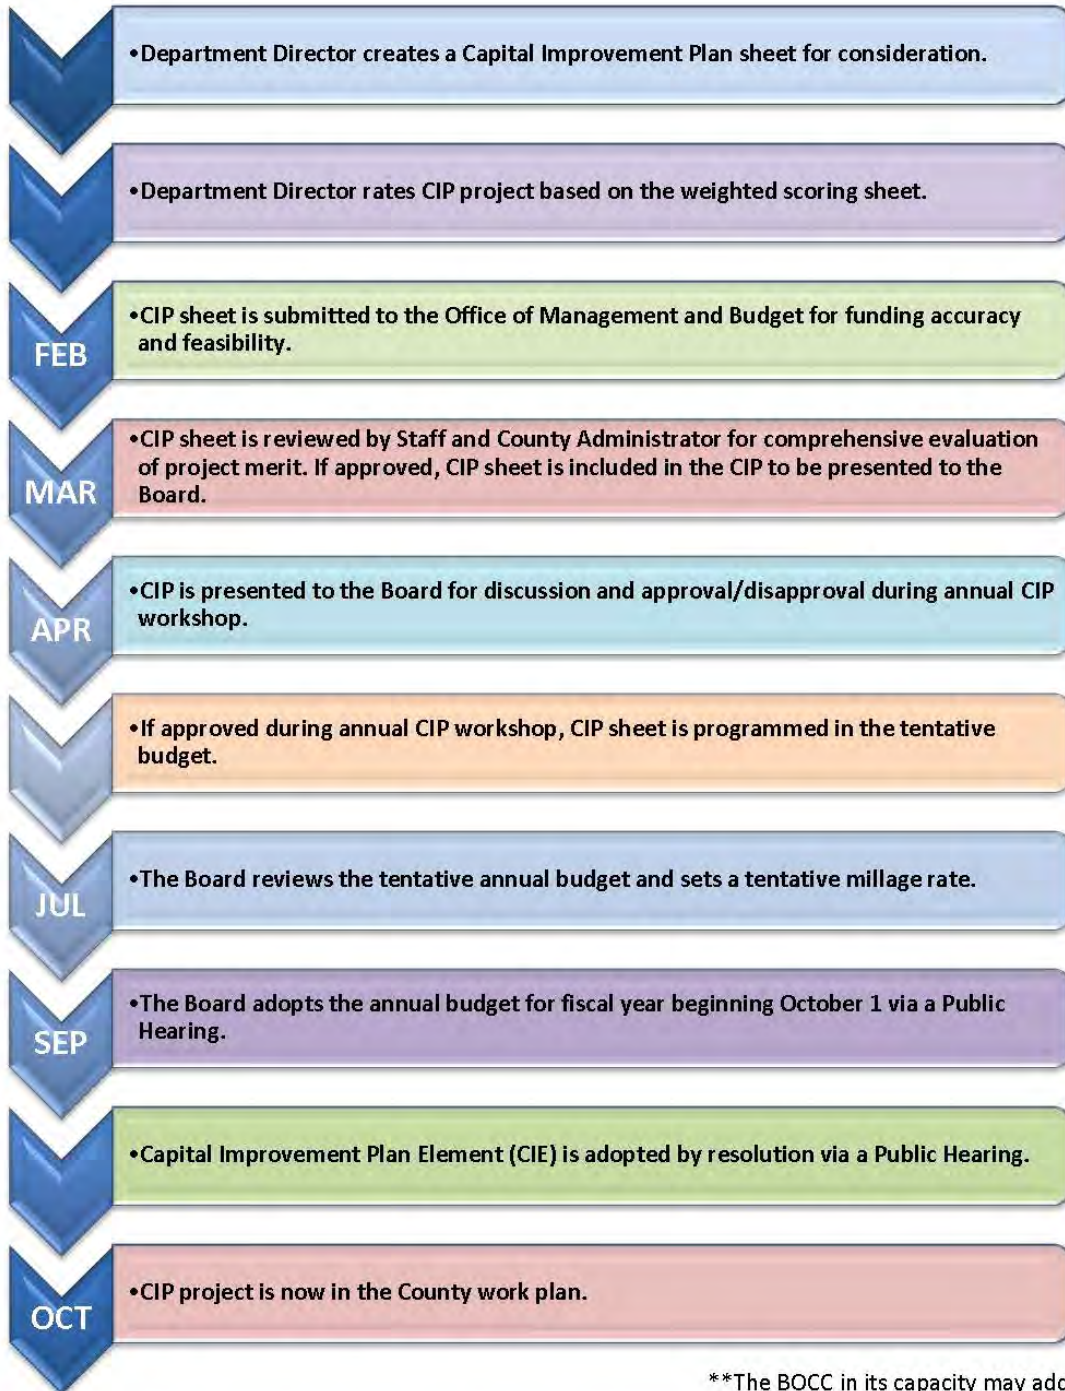 •Department Director creates a Capital Improvement Plan sheet for consideration.
•Department Director rates CIP project based on the weighted scoring sheet.
FEB
•CIP sheet is submitted to the Office of Management and Budget for funding accuracy
and feasibility.
MAR
•CIP sheet is reviewed by Staff and County Administrator for comprehensive evaluation
of project merit. If approved, CIP sheet is included in the CIP to be presented to the
Board.
APR
•CIP is presented to the Board for discussion and approval/disapproval during annual CIP
workshop.
•If approved during annual CIP workshop, CIP sheet is programmed in the tentative
budget.
JUL
•The Board reviews the tentative annual budget and sets a tentative millage rate.
SEP
•The Board adopts the annual budget for fiscal year beginning October 1 via a Public
Hearing.
•Capital Improvement Plan Element (CIE) is adopted by resolution via a Public Hearing.
OCT
•CIP project is now in the County work plan.
**The BOCC in its capacity may add